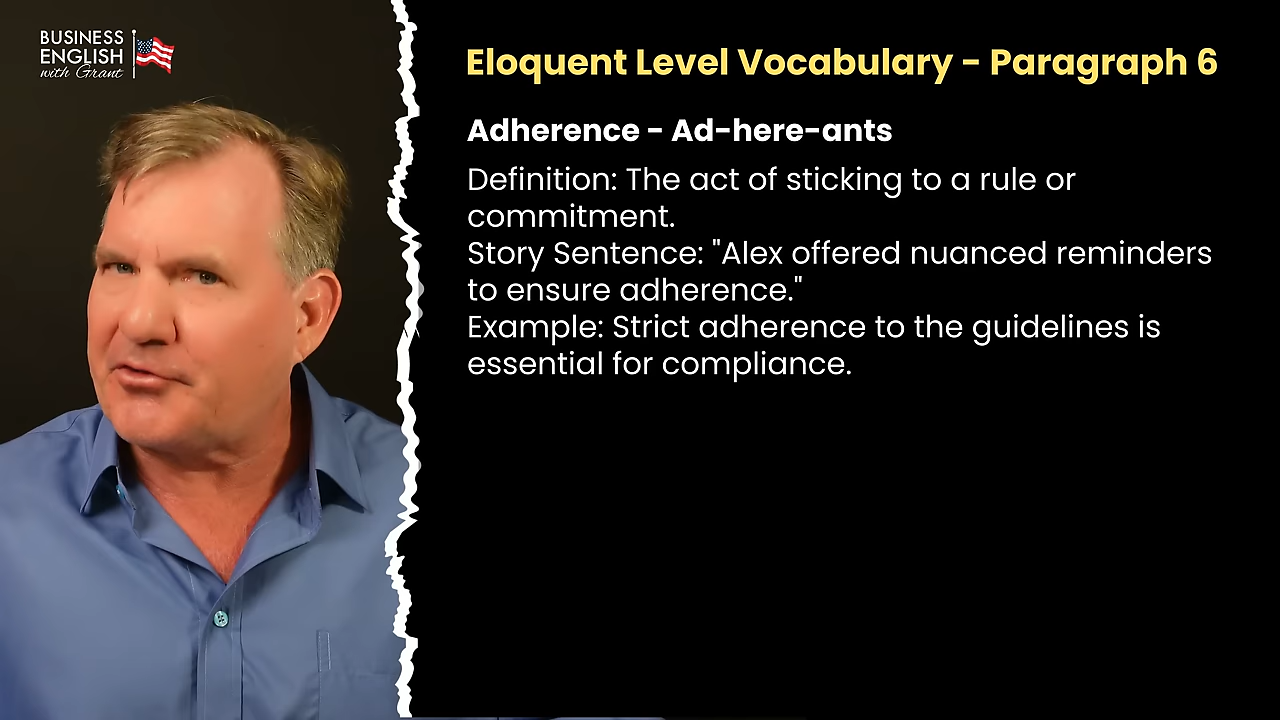 BUSINESS
ENGLISH
with Grant
Eloquent Level Vocabulary - Paragraph 6
Adherence - Ad-here-ants
Definition: The act of sticking to a rule or
commitment.
Story Sentence: "Alex offered nuanced reminders
to ensure adherence."
Example: Strict adherence to the guidelines is
essential for compliance.